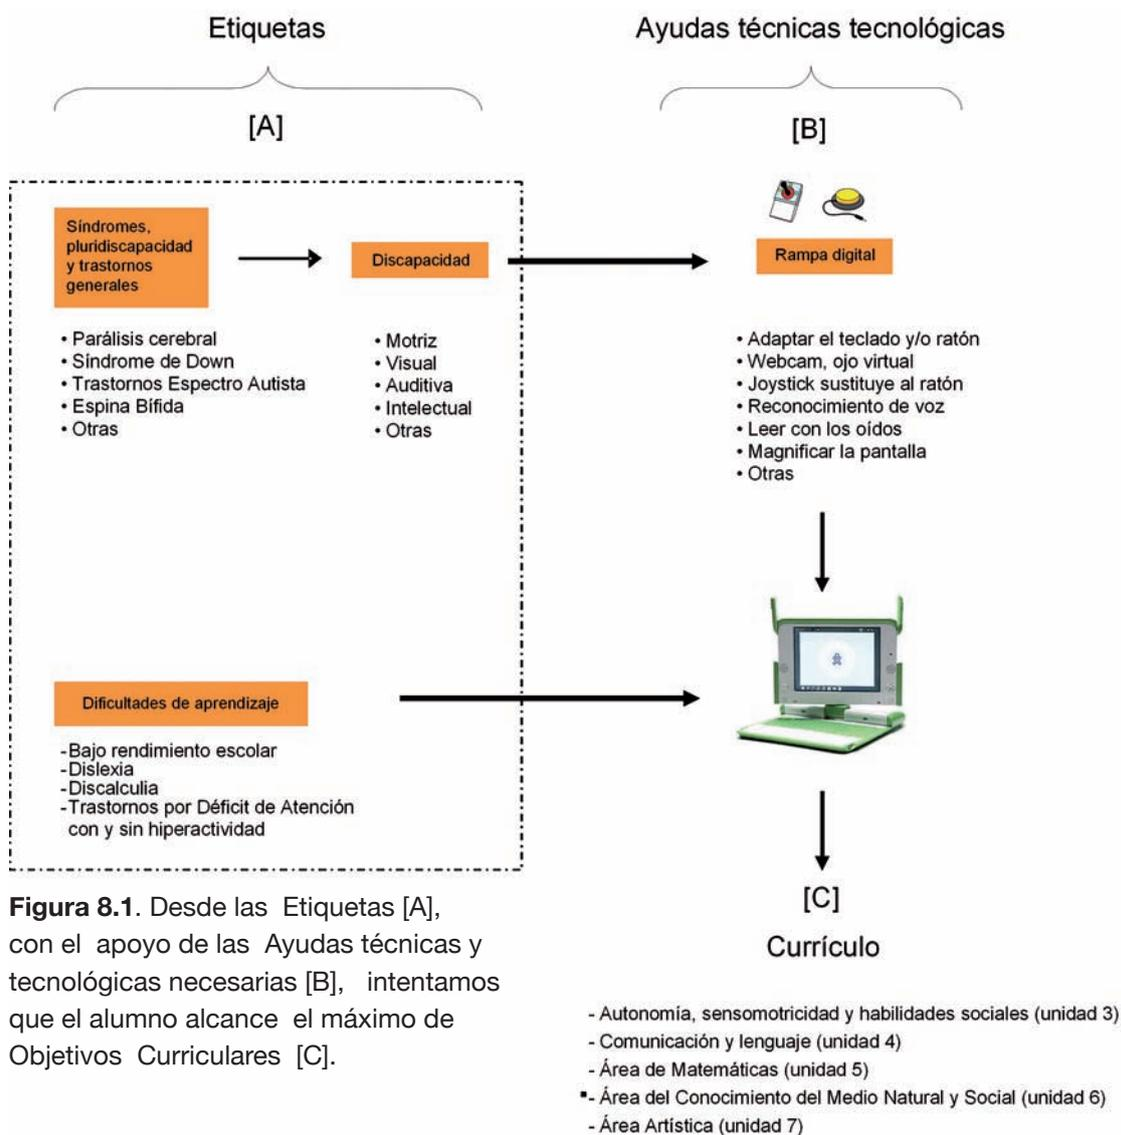 Etiquetas
Ayudas técnicas tecnológicas
[A]
[B]
Síndromes,
pluridiscapacidad
y trastornos
generales
Discapacidad
Rampa digital
• Parálisis cerebral
• Síndrome de Down
• Trastornos Espectro Autista
• Espina Bífida
• Otras
• Motriz
• Visual
• Auditiva
• Intelectual
• Otras
• Adaptar el teclado y/o ratón
• Webcam, ojo virtual
• Joystick sustituye al ratón
• Reconocimiento de voz
• Leer con los oídos
• Magnificar la pantalla
• Otras
Dificultades de aprendizaje
-Bajo rendimiento escolar
-Dislexia
-Discalculia
-Trastornos por Déficit de Atención
con y sin hiperactividad
Figura 8.1. Desde las Etiquetas [A],
con el apoyo de las Ayudas técnicas y
tecnológicas necesarias [B], intentamos
que el alumno alcance el máximo de
Objetivos Curriculares [C].
[C]
Currículo
- Autonomía, sensomotricidad y habilidades sociales (unidad 3)
- Comunicación y lenguaje (unidad 4)
- Área de Matemáticas (unidad 5)
▪- Área del Conocimiento del Medio Natural y Social (unidad 6)
- Área Artística (unidad 7)